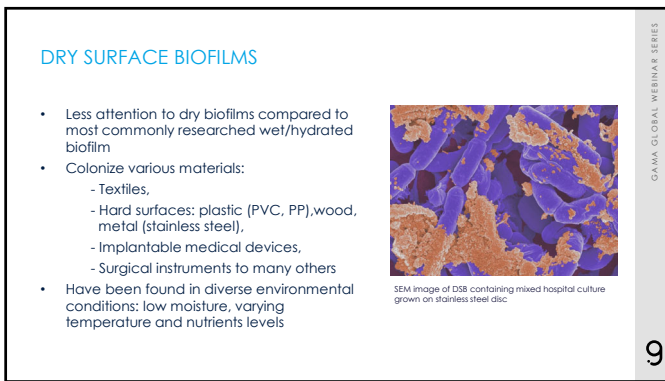 DRY SURFACE BIOFILMS
• Less attention to dry biofilms compared to
most commonly researched wet/hydrated
biofilm
• Colonize various materials:
- Textiles,
- Hard surfaces: plastic (PVC, PP),wood,
metal (stainless steel),
- Implantable medical devices,
- Surgical instruments to many others
• Have been found in diverse environmental
conditions: low moisture, varying
temperature and nutrients levels
SEM image of DSB containing mixed hospital culture
grown on stainless steel disc
GAMA GLOBAL WEBINAR SERIES
9